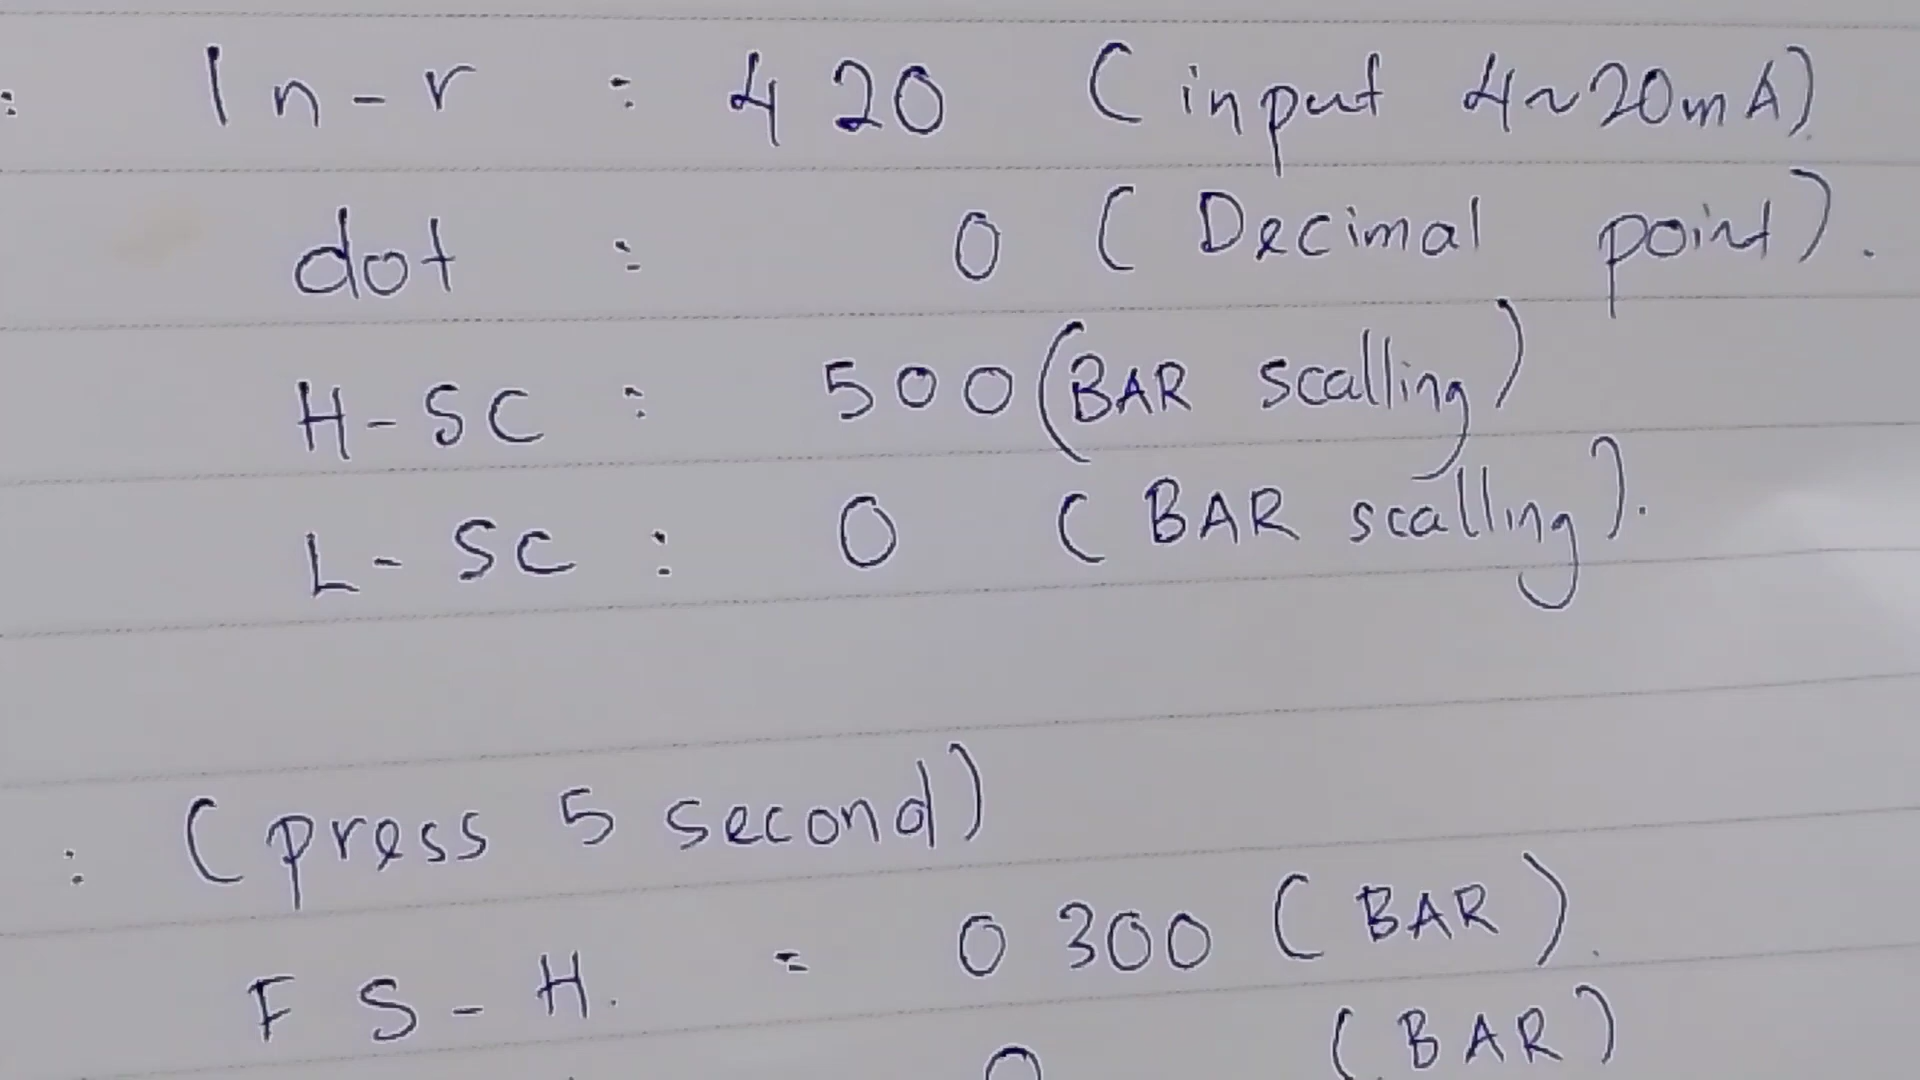 : In-r : 420 (input 4~20mA)
dot : 0 (Decimal point).
H-SC : 500 (BAR scalling)
L-SC : 0 (BAR scalling).
: (press 5 second)
FS-H. = 0300 (BAR).
0 (BAR)